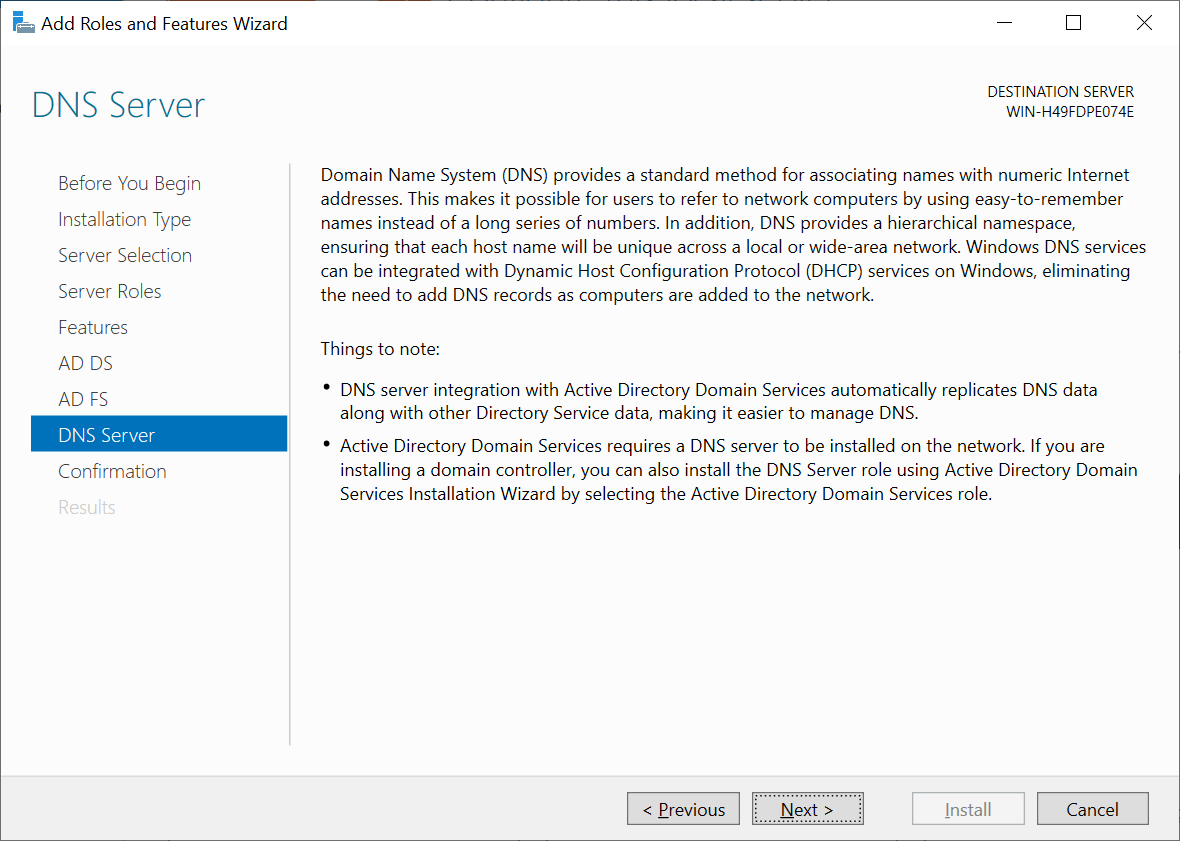 Add Roles and Features Wizard
DNS Server
DESTINATION SERVER
WIN-H49FDPE074E
Before You Begin
Installation Type
Server Selection
Server Roles
Features
AD DS
AD FS
DNS Server
Confirmation
Results
Domain Name System (DNS) provides a standard method for associating names with numeric Internet
addresses. This makes it possible for users to refer to network computers by using easy-to-remember
names instead of a long series of numbers. In addition, DNS provides a hierarchical namespace,
ensuring that each host name will be unique across a local or wide-area network. Windows DNS services
can be integrated with Dynamic Host Configuration Protocol (DHCP) services on Windows, eliminating
the need to add DNS records as computers are added to the network.
Things to note:
• DNS server integration with Active Directory Domain Services automatically replicates DNS data
along with other Directory Service data, making it easier to manage DNS.
• Active Directory Domain Services requires a DNS server to be installed on the network. If you are
installing a domain controller, you can also install the DNS Server role using Active Directory Domain
Services Installation Wizard by selecting the Active Directory Domain Services role.
< Previous
Next >
Install
Cancel